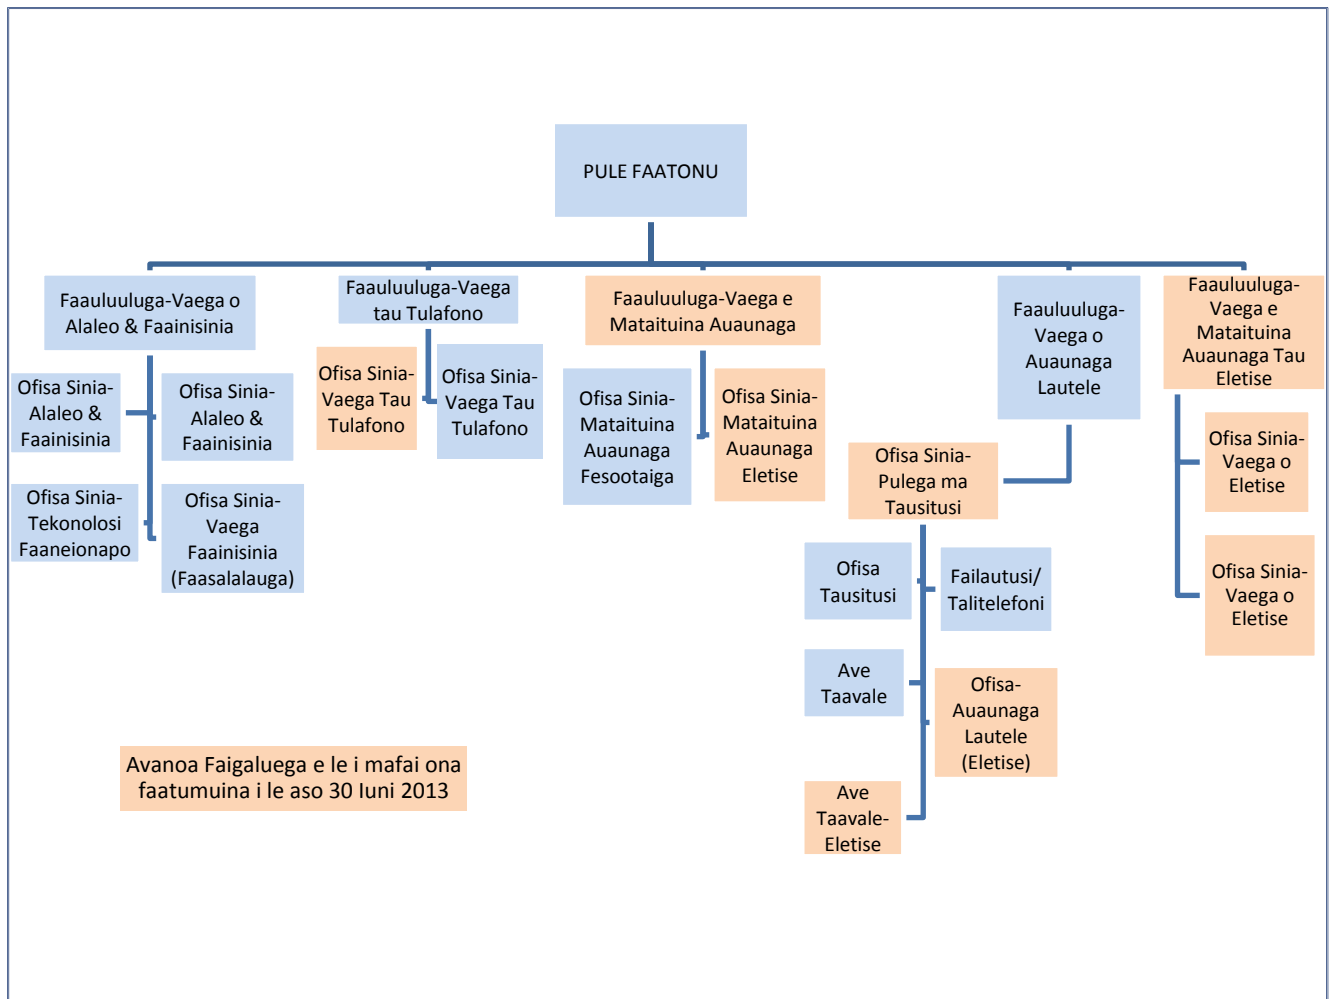 PULE FAATONU
Faauluuluga-Vaega o
Alaleo & Faainisinia
Faauluuluga-Vaega
tau Tulafono
Faauluuluga-Vaega e
Mataituina Auaunaga
Faauluuluga-
Vaega o
Auaunaga
Lautele
Faauluuluga-
Vaega e
Mataituina
Auaunaga Tau
Eletise
Ofisa Sinia-
Alaleo &
Faainisinia
Ofisa Sinia-
Alaleo &
Faainisinia
Ofisa Sinia-
Tekonolosi
Faaneionapo
Ofisa Sinia-
Vaega
Faainisinia
(Faasalalauga)
Ofisa Sinia-
Vaega Tau
Tulafono
Ofisa Sinia-
Vaega Tau
Tulafono
Ofisa Sinia-
Mataituina
Auaunaga
Fesootaiga
Ofisa Sinia-
Mataituina
Auaunaga
Eletise
Ofisa Sinia-
Pulega ma
Tausitusi
Ofisa
Tausitusi
Failautusi/
Talitelefoni
Ave
Taavale
Ofisa-
Auaunaga
Lautele
(Eletise)
Ave
Taavale-
Eletise
Ofisa Sinia-
Vaega o
Eletise
Ofisa Sinia-
Vaega o
Eletise
Avanoa Faigaluega e le i mafai ona
faatumuina i le aso 30 Iuni 2013